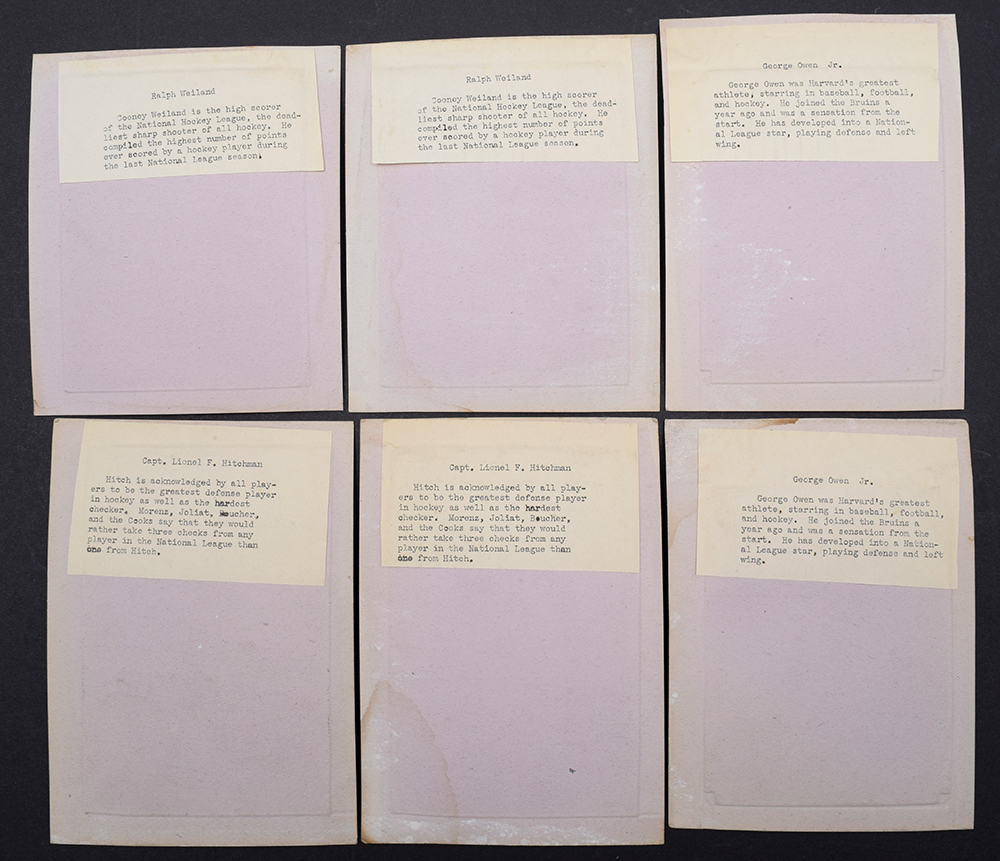 Ralph Weiland
Cooney Weiland is the high scorer
of the National Hockey League, the dead-
liest sharp shooter of all hockey. He
compiled the highest number of points
ever scored by a hockey player during
the last National League season.
Ralph Weiland
Cooney Weiland is the high scorer
of the National Hockey League, the dead-
liest sharp shooter of all hockey. He
compiled the highest number of points
ever scored by a hockey player during
the last National League season.
George Owen Jr.
George Owen was Harvard's greatest
athlete, starring in baseball, football,
and hockey. He joined the Bruins a
year ago and was a sensation from the
start. He has developed into a Nation-
al League star, playing defense and left
wing.
Capt. Lionel F. Hitchman
Hitch is acknowledged by all play-
ers to be the greatest defense player
in hockey as well as the hardest
checker. Morenz, Joliat, Boucher,
and the Cooks say that they would
rather take three checks from any
player in the National League than
one from Hitch.
Capt. Lionel F. Hitchman
Hitch is acknowledged by all play-
ers to be the greatest defense player
in hockey as well as the hardest
checker. Morenz, Joliat, Boucher,
and the Cooks say that they would
rather take three checks from any
player in the National League than
one from Hitch.
George Owen Jr.
George Owen was Harvard's greatest
athlete, starring in baseball, football,
and hockey. He joined the Bruins a
year ago and was a sensation from the
start. He has developed into a Nation-
al League star, playing defense and left
wing.